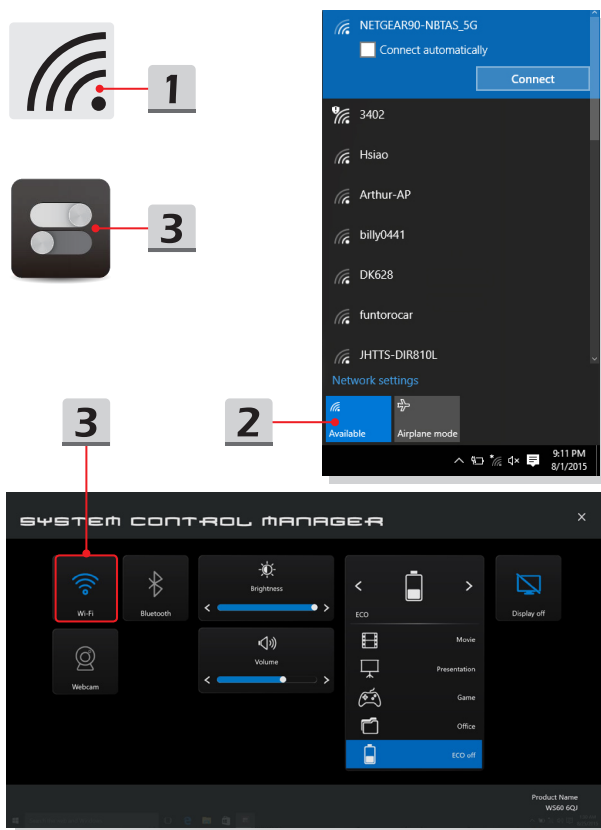 1
3
NETGEAR90-NBTAS_5G
Connect automatically
Connect
3402
Hsiao
Arthur-AP
billy0441
DK628
funtorocar
JHTTS-DIR810L
Network settings
Available
Airplane mode
9:11 PM
8/1/2015
2
3
SYSTEM CONTROL MANAGER
Wi-Fi
Bluetooth
Brightness
ECO
Display off
Webcam
Volume
Movie
Presentation
Game
Office
ECO off
Product Name
WS60 6QJ